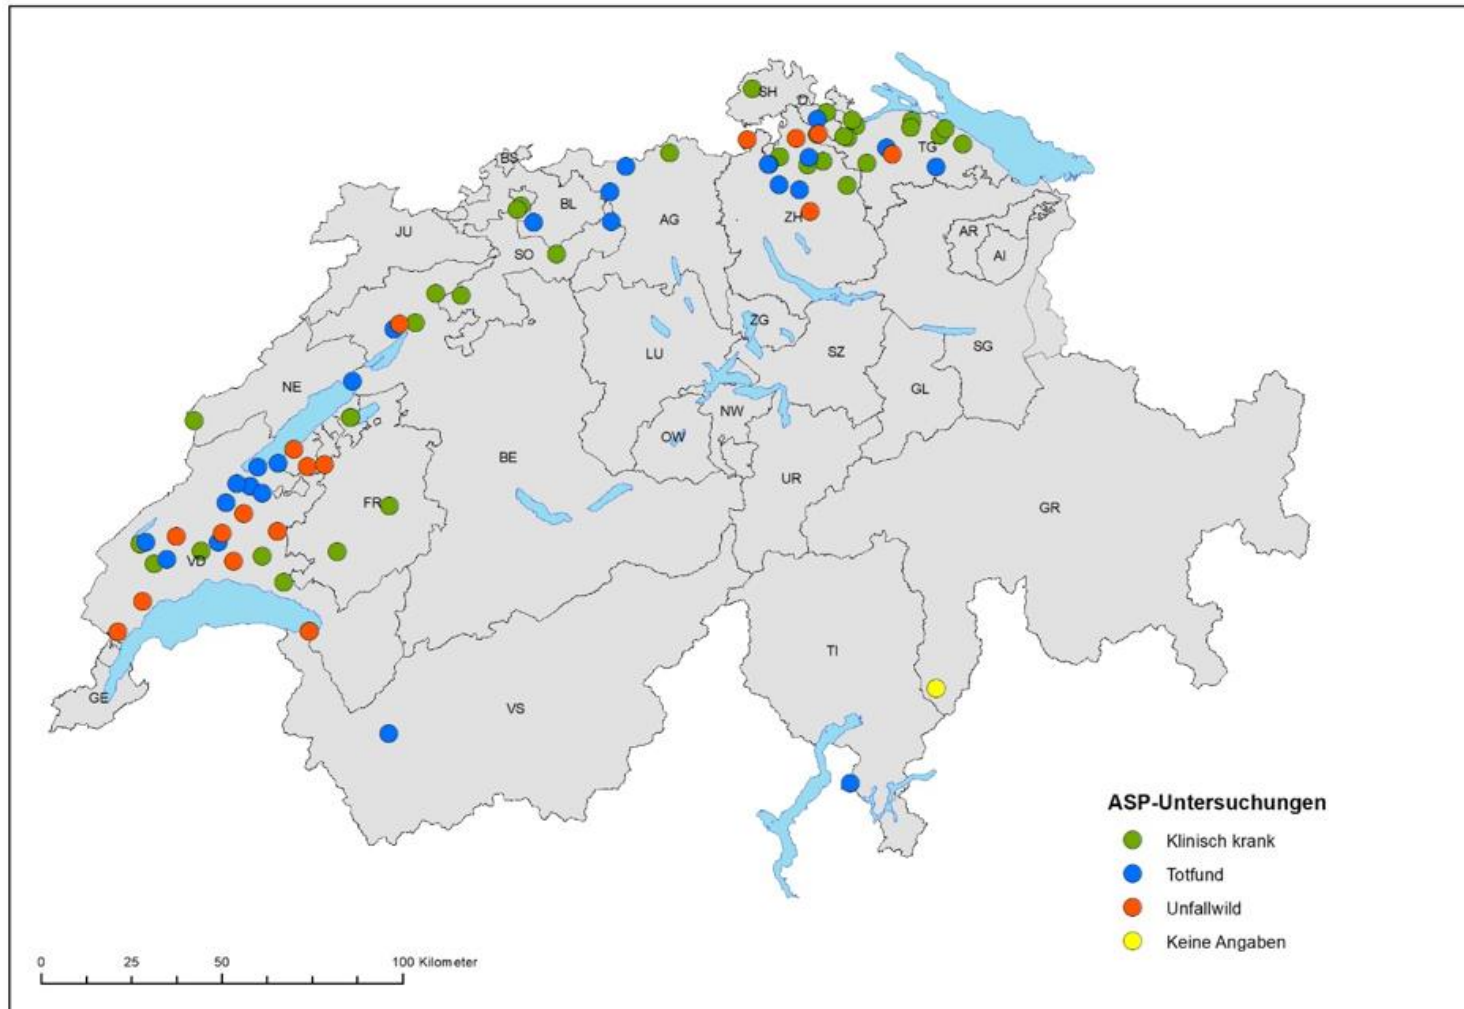 SH
D
TG
BS
BL
AG
ZH
JU
SO
AR
AI
ZG
LU
SZ
SG
NE
GL
NW
OW
BE
UR
FR
GR
VD
TI
GE
VS
ASP-Untersuchungen
Klinisch krank
Totfund
Unfallwild
Keine Angaben
0 25 50 100 Kilometer